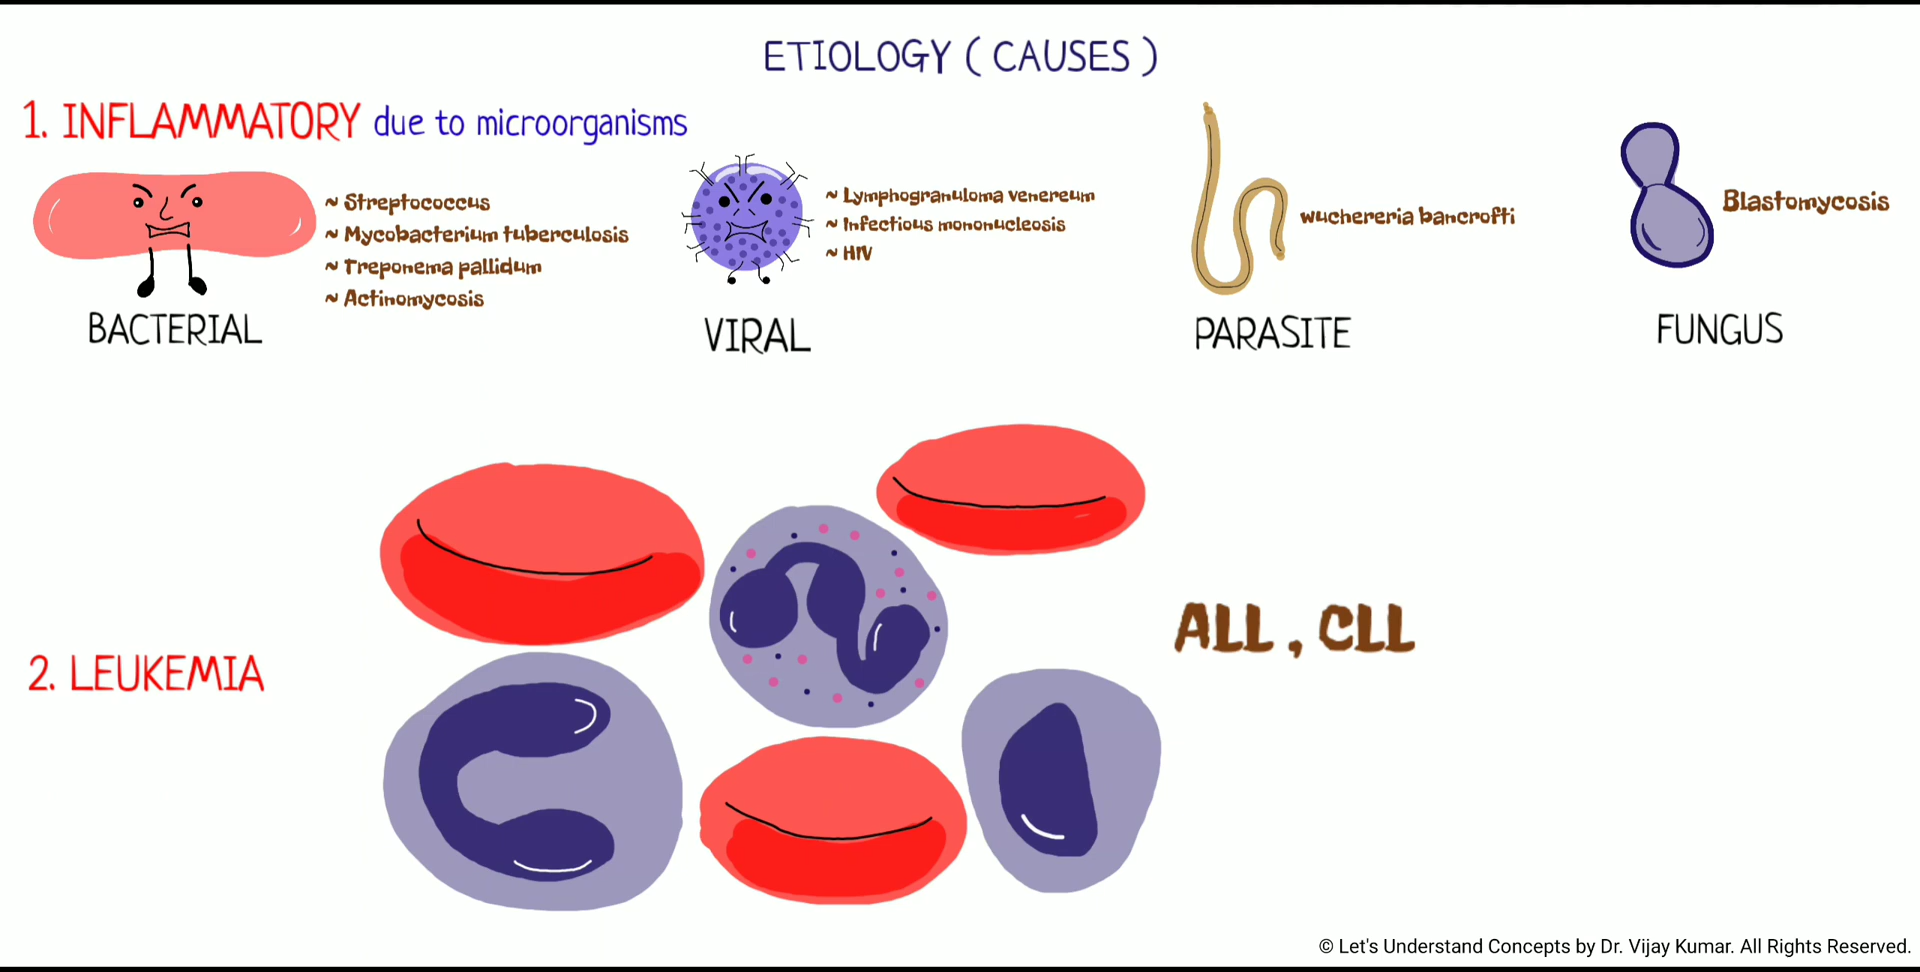 ETIOLOGY ( CAUSES )
1. INFLAMMATORY due to microorganisms
~ Streptococcus
~ Mycobacterium tuberculosis
~ Treponema pallidum
~ Actinomycosis
BACTERIAL
~ Lymphogranuloma venereum
~ Infectious mononucleosis
~ HIV
VIRAL
wuchereria bancrofti
PARASITE
Blastomycosis
FUNGUS
2. LEUKEMIA
ALL , CLL
© Let's Understand Concepts by Dr. Vijay Kumar. All Rights Reserved.